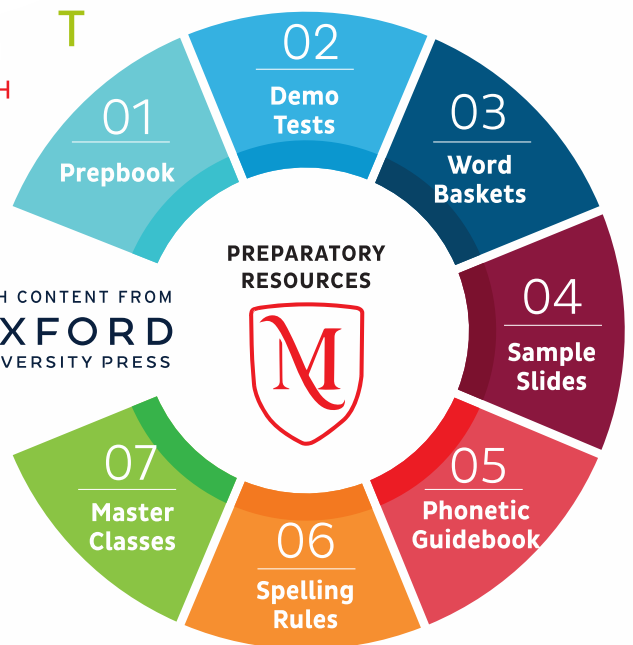 T
H
01
Prepbook
02
Demo
Tests
03
Word
Baskets
04
Sample
Slides
05
Phonetic
Guidebook
06
Spelling
Rules
07
Master
Classes
PREPARATORY
RESOURCES
M
H CONTENT FROM
XFORD
VERSITY PRESS